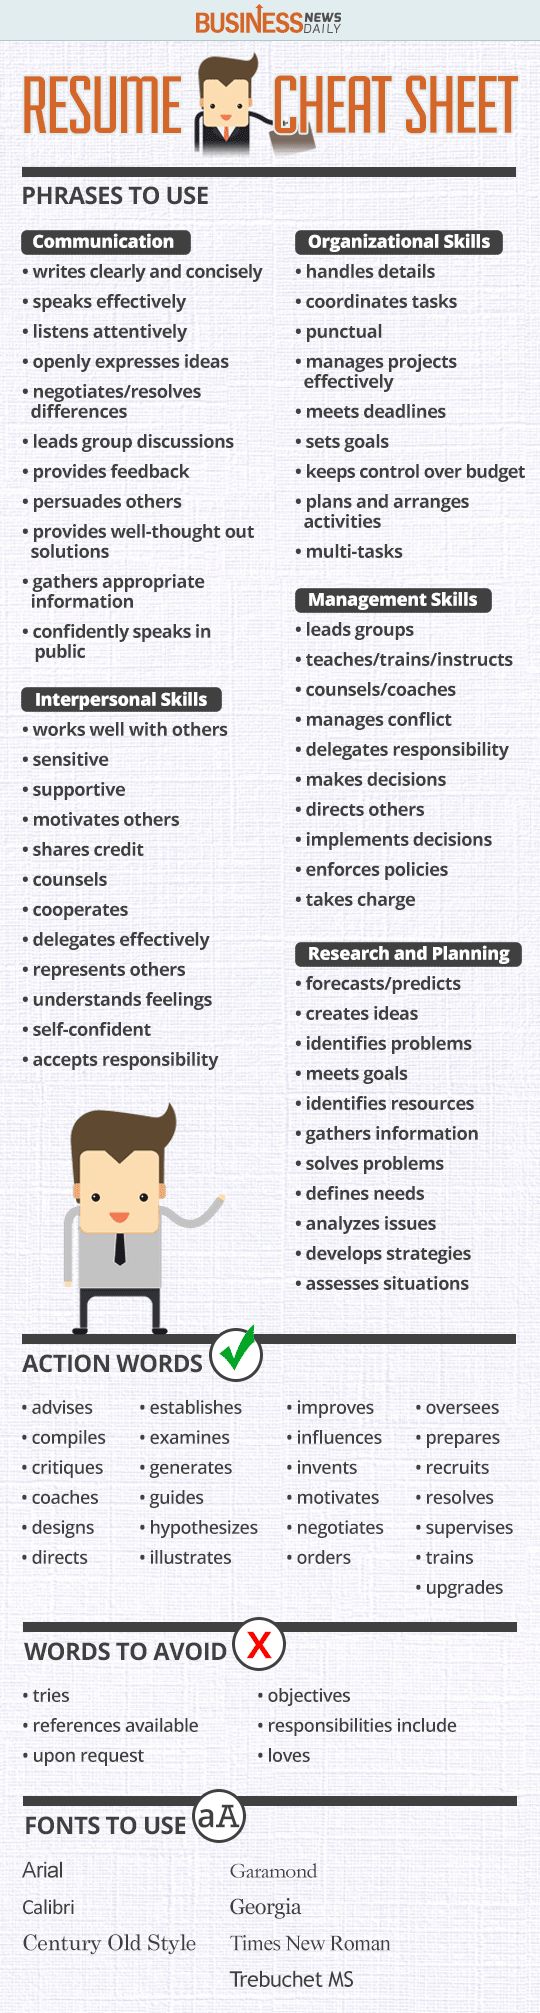 BUSINESS NEWS DAILY
RESUME CHEAT SHEET
PHRASES TO USE
Communication
• writes clearly and concisely
• speaks effectively
• listens attentively
• openly expresses ideas
• negotiates/resolves
differences
• leads group discussions
• provides feedback
• persuades others
• provides well-thought out
solutions
• gathers appropriate
information
• confidently speaks in
public
Interpersonal Skills
• works well with others
• sensitive
• supportive
• motivates others
• shares credit
• counsels
• cooperates
• delegates effectively
• represents others
• understands feelings
• self-confident
• accepts responsibility
Organizational Skills
• handles details
• coordinates tasks
• punctual
• manages projects
effectively
• meets deadlines
• sets goals
• keeps control over budget
• plans and arranges
activities
• multi-tasks
Management Skills
• leads groups
• teaches/trains/instructs
• counsels/coaches
• manages conflict
• delegates responsibility
• makes decisions
• directs others
• implements decisions
• enforces policies
• takes charge
Research and Planning
• forecasts/predicts
• creates ideas
• identifies problems
• meets goals
• identifies resources
• gathers information
• solves problems
• defines needs
• analyzes issues
• develops strategies
• assesses situations
ACTION WORDS
• advises
• compiles
• critiques
• coaches
• designs
• directs
• establishes
• examines
• generates
• guides
• hypothesizes
• illustrates
• improves
• influences
• invents
• motivates
• negotiates
• orders
• oversees
• prepares
• recruits
• resolves
• supervises
• trains
• upgrades
WORDS TO AVOID X
• tries
• references available
• upon request
• objectives
• responsibilities include
• loves
FONTS TO USE aA
Arial
Calibri
Century Old Style
Garamond
Georgia
Times New Roman
Trebuchet MS